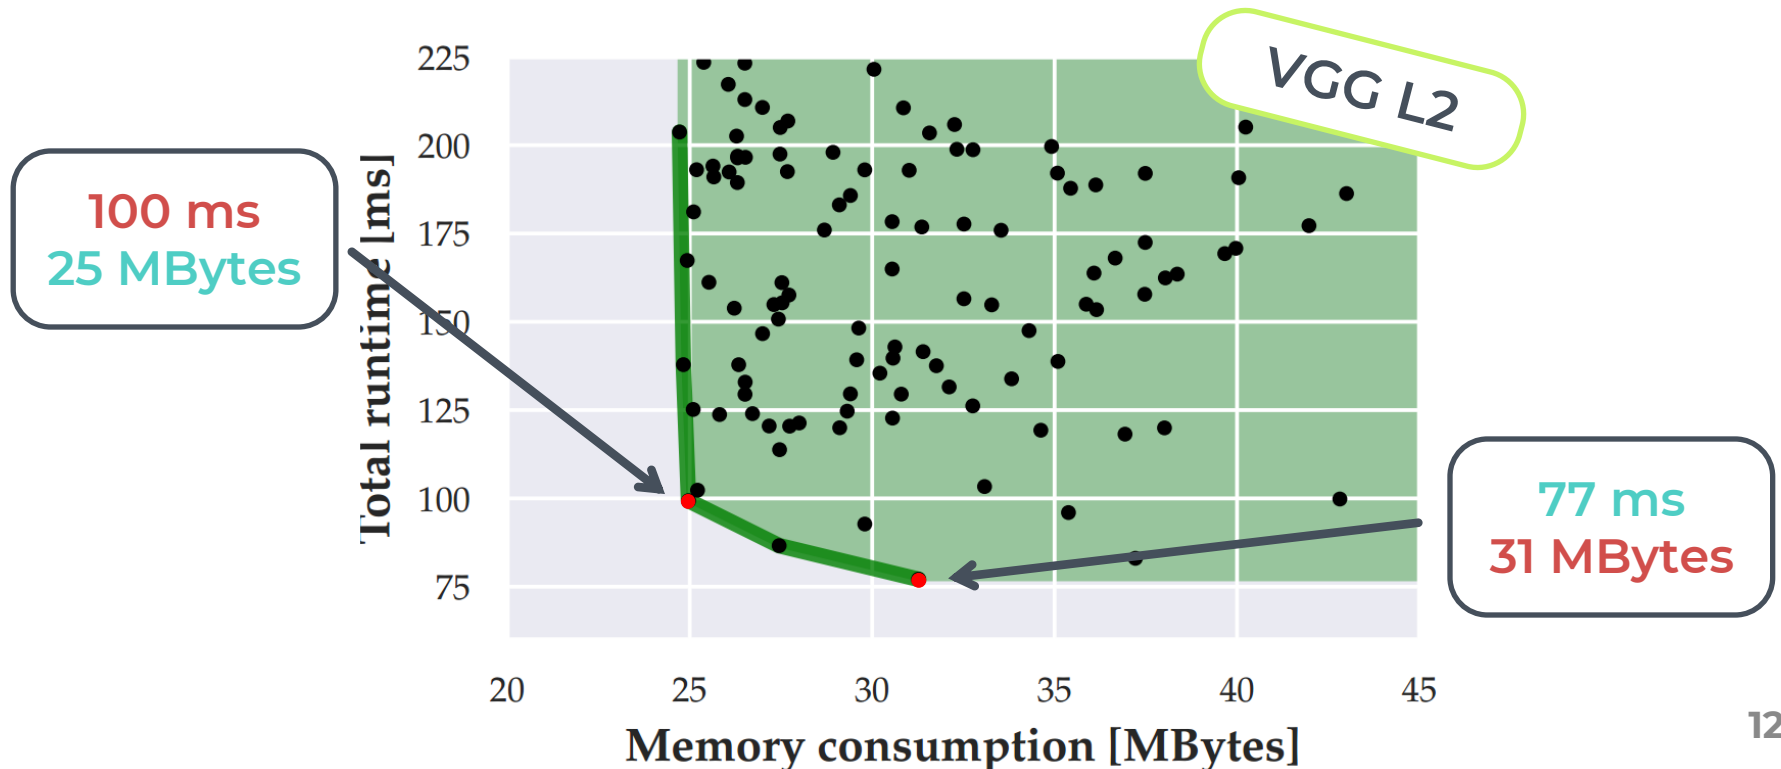 VGG L2
100 ms
25 MBytes
77 ms
31 MBytes
Total runtime [ms]
225
200
175
150
125
100
75
20 25 30 35 40 45
Memory consumption [MBytes]
12